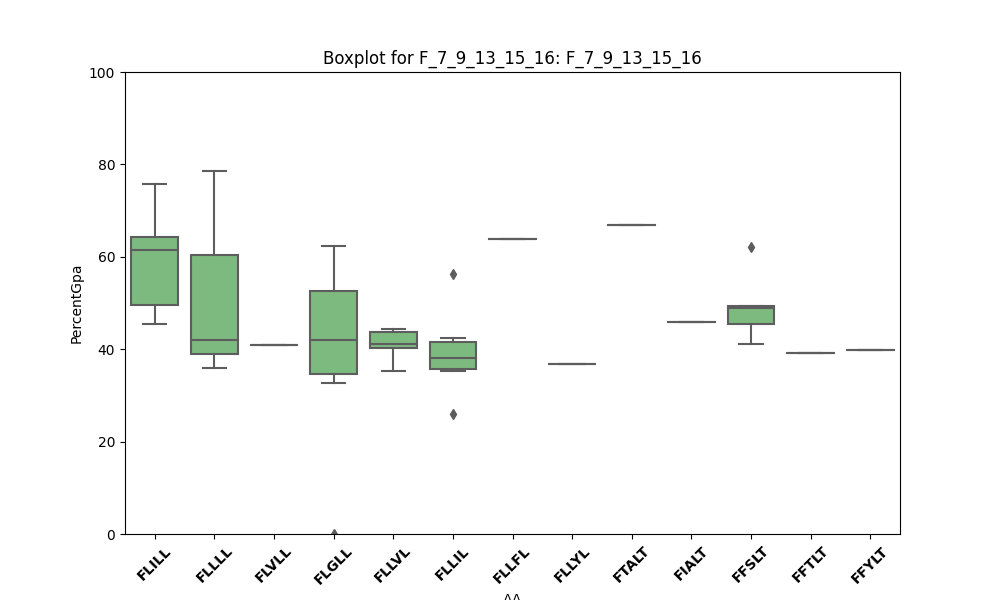 Boxplot for F_7_9_13_15_16: F_7_9_13_15_16
100
80
60
40
20
0
PercentGpa
FLILL
FLLLL
FLVLL
FLGLL
FLLVL
FLLIL
FLLFL
FLLYL
FTALT
FIALT
FFSLT
FFTLT
FFYLT
AA